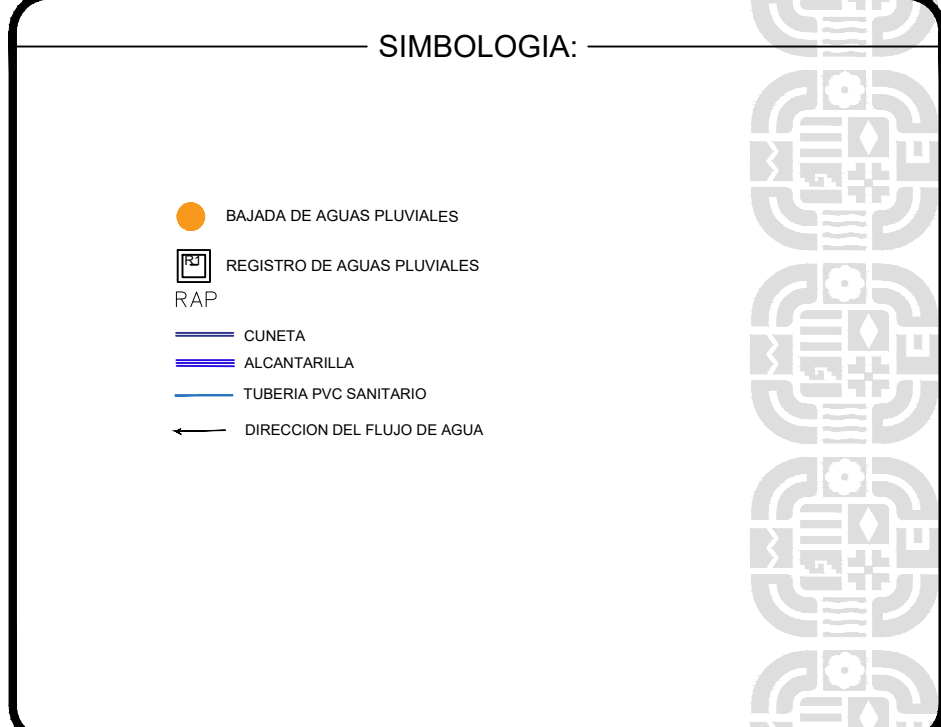 SIMBOLOGIA:
BAJADA DE AGUAS PLUVIALES
R1
REGISTRO DE AGUAS PLUVIALES
RAP
CUNETA
ALCANTARILLA
TUBERIA PVC SANITARIO
DIRECCION DEL FLUJO DE AGUA